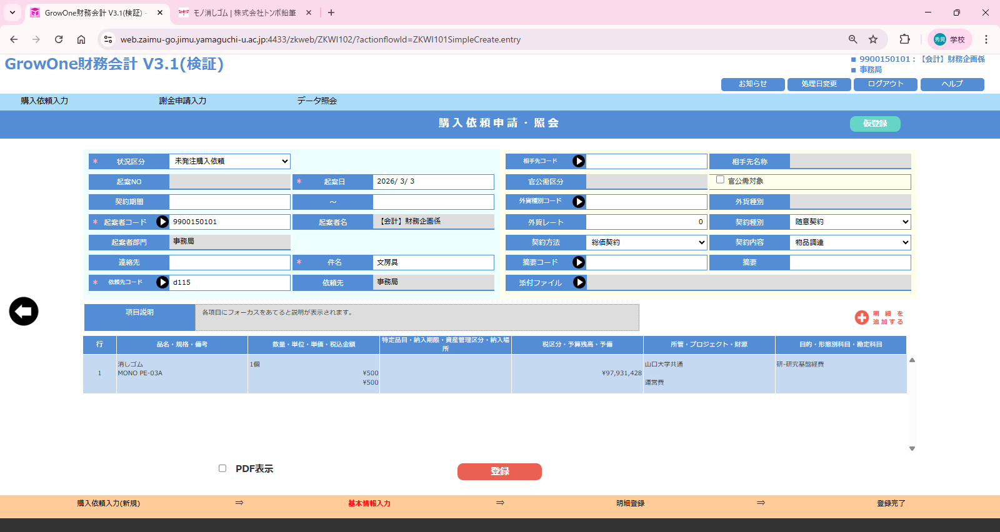 GrowOne財務会計 V3.1(検証) -
モノ消しゴム | 株式会社トンボ鉛筆
web.zaimu-go.jimu.yamaguchi-u.ac.jp:4433/zkweb/ZKWI102/?actionflowId=ZKWI101SimpleCreate.entry
秀晃 学校
GrowOne財務会計 V3.1(検証)
■ 9900150101：【会計】財務企画係
■ 事務局
お知らせ 処理日変更 ログアウト ヘルプ
購入依頼入力 謝金申請入力 データ照会
購入依頼申請・照会 仮登録
* 状況区分 未発注購入依頼
起案NO * 起案日 2026/ 3/ 3
契約期間 ～
* 起案者コード 9900150101 起案者名 【会計】財務企画係
起案者部門 事務局
連絡先 * 件名 文房具
* 依頼先コード d115 依頼先 事務局
相手先コード 相手先名称
官公需区分 官公需対象
外貨種別コード 外貨種別
外貨レート 0 契約種別 随意契約
契約方法 総価契約 契約内容 物品調達
摘要コード 摘要
添付ファイル
項目説明 各項目にフォーカスをあてると説明が表示されます。
明細を
追加する
行 品名・規格・備考 数量・単位・単価・税込金額 特定品目・納入期限・資産管理区分・納入場所 税区分・予算残高・予備 所管・プロジェクト・財源 目的・形態別科目・勘定科目
消しゴム 1個 山口大学共通 研-研究基盤経費
1 MONO PE-03A ¥500 ¥97,931,428
¥500 運営費
PDF表示 登録
購入依頼入力(新規) ⇒ 基本情報入力 ⇒ 明細登録 ⇒ 登録完了